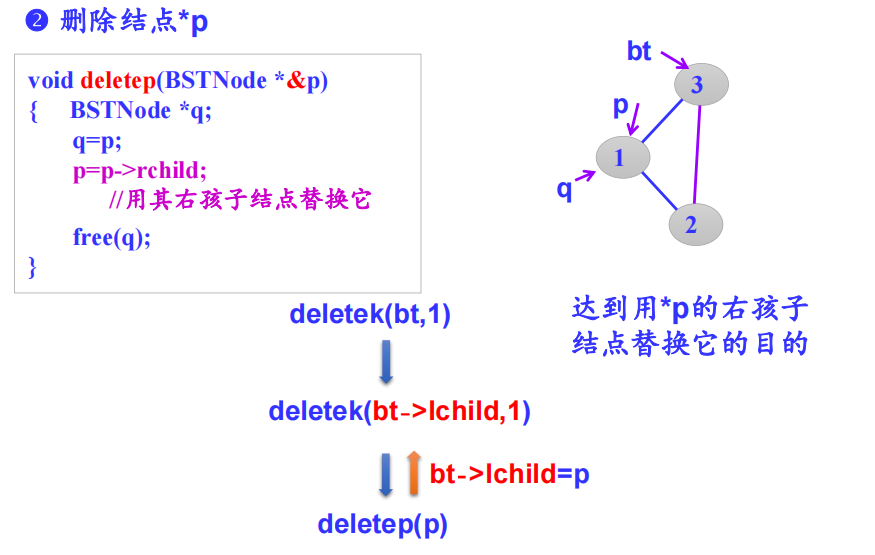 ❷ 删除结点*p
void deletep(BSTNode *&p)
{ BSTNode *q;
q=p;
p=p->rchild;
//用其右孩子结点替换它
free(q);
}
bt
3
p
1
q
2
达到用*p的右孩子
结点替换它的目的
deletek(bt,1)
deletek(bt->lchild,1)
bt->lchild=p
deletep(p)